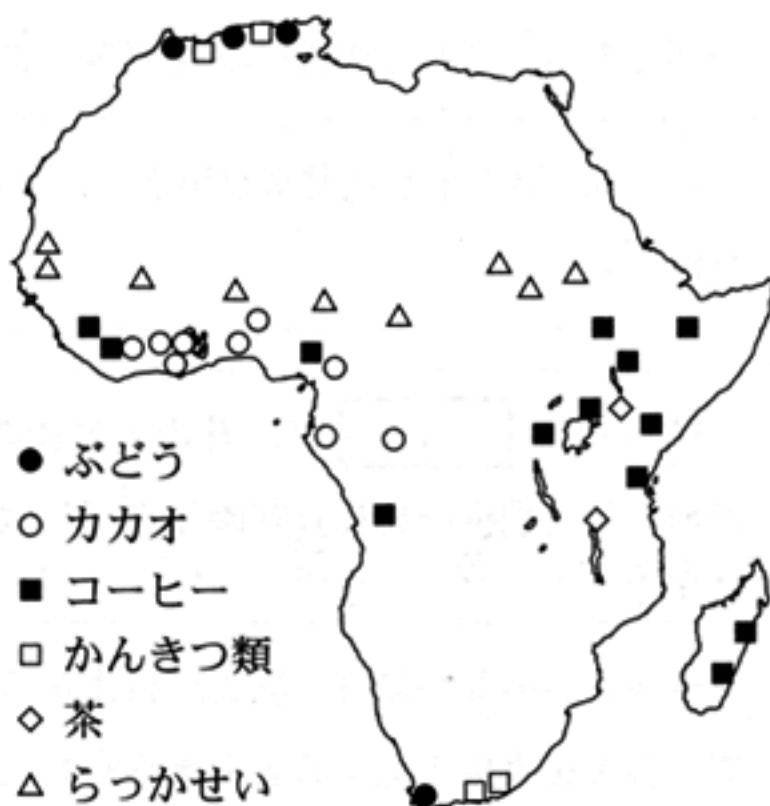 ● ぶどう
○ カカオ
■ コーヒー
□ かんきつ類
◇ 茶
△ らっかせい